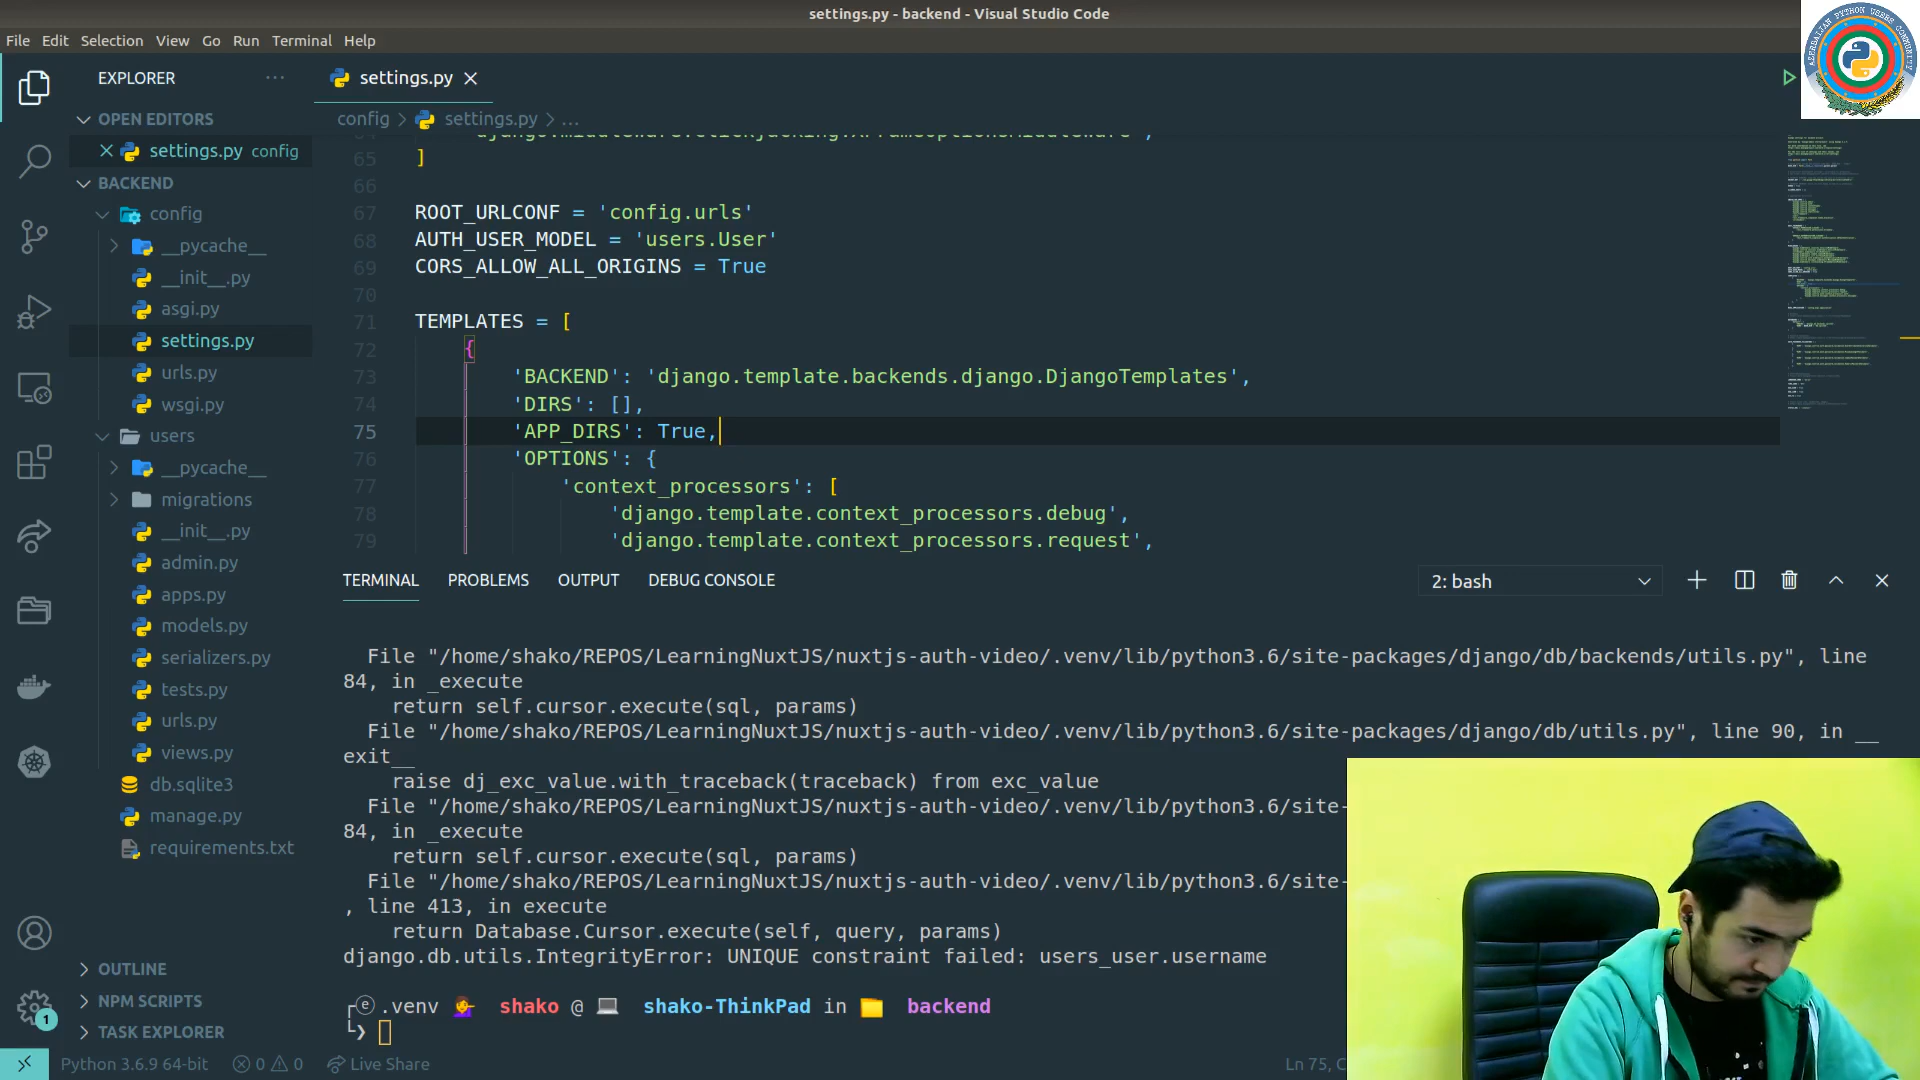 settings.py - backend - Visual Studio Code
File Edit Selection View Go Run Terminal Help
AZERBAIJAN PYTHON USERS COMMUNITY
EXPLORER
settings.py
OPEN EDITORS
settings.py config
BACKEND
config
__pycache__
__init__.py
asgi.py
settings.py
urls.py
wsgi.py
users
__pycache__
migrations
__init__.py
admin.py
apps.py
models.py
serializers.py
tests.py
urls.py
views.py
db.sqlite3
manage.py
requirements.txt
OUTLINE
NPM SCRIPTS
TASK EXPLORER
config > settings.py > ...
65 ]
66
67 ROOT_URLCONF = 'config.urls'
68 AUTH_USER_MODEL = 'users.User'
69 CORS_ALLOW_ALL_ORIGINS = True
70
71 TEMPLATES = [
72 {
73 'BACKEND': 'django.template.backends.django.DjangoTemplates',
74 'DIRS': [],
75 'APP_DIRS': True,
76 'OPTIONS': {
77 'context_processors': [
78 'django.template.context_processors.debug',
79 'django.template.context_processors.request',
TERMINAL PROBLEMS OUTPUT DEBUG CONSOLE
2: bash
File "/home/shako/REPOS/LearningNuxtJS/nuxtjs-auth-video/.venv/lib/python3.6/site-packages/django/db/backends/utils.py", line
84, in _execute
return self.cursor.execute(sql, params)
File "/home/shako/REPOS/LearningNuxtJS/nuxtjs-auth-video/.venv/lib/python3.6/site-packages/django/db/utils.py", line 90, in __
exit__
raise dj_exc_value.with_traceback(traceback) from exc_value
File "/home/shako/REPOS/LearningNuxtJS/nuxtjs-auth-video/.venv/lib/python3.6/site-
84, in _execute
return self.cursor.execute(sql, params)
File "/home/shako/REPOS/LearningNuxtJS/nuxtjs-auth-video/.venv/lib/python3.6/site-
, line 413, in execute
return Database.Cursor.execute(self, query, params)
django.db.utils.IntegrityError: UNIQUE constraint failed: users_user.username
.venv shako @ shako-ThinkPad in backend
1
Python 3.6.9 64-bit 0 0 Live Share
Ln 75, C